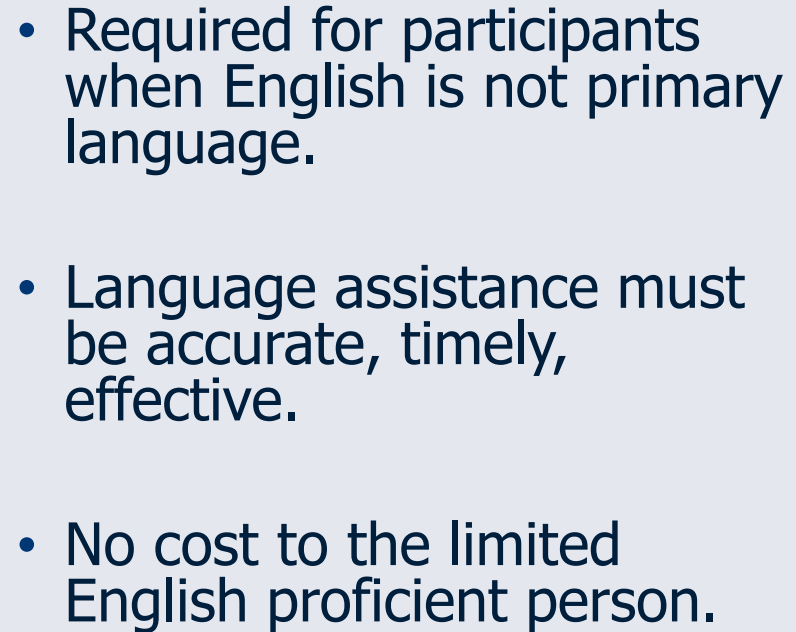 • Required for participants
when English is not primary
language.
• Language assistance must
be accurate, timely,
effective.
• No cost to the limited
English proficient person.